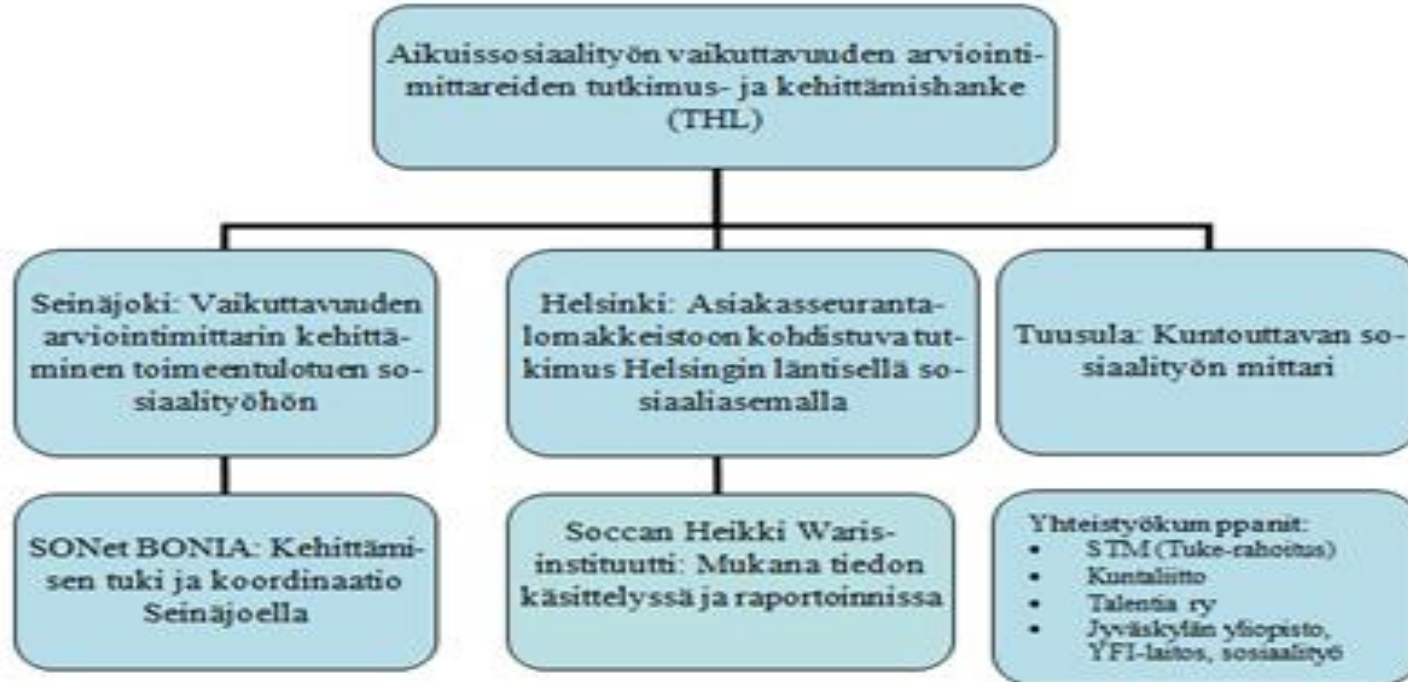 Aikuissosiaalityön vaikuttavuuden arviointi-
mittareiden tutkimus- ja kehittämishanke
(THL)
Seinäjoki: Vaikuttavuuden
arviointimittarin kehittä-
minen toimeentulotuen so-
siaalityöhön
Helsinki: Asiakasseuranta-
lomakkeistoon kohdistuva tut-
kimus Helsingin läntisellä so-
siaaliasemalla
Tuusula: Kuntouttavan so-
siaalityön mittari
SONet BONIA: Kehittämi-
sen tuki ja koordinaatio
Seinäjoella
Soccan Heikki Waris-
instituutti: Mukana tiedon
käsittelyssä ja raportoinnissa
Yhteistyökumppanit:
• STM (Tuke-rahoitus)
• Kuntaliitto
• Talentia ry
• Jyväskylän yliopisto,
YFI-laitos, sosiaalityö